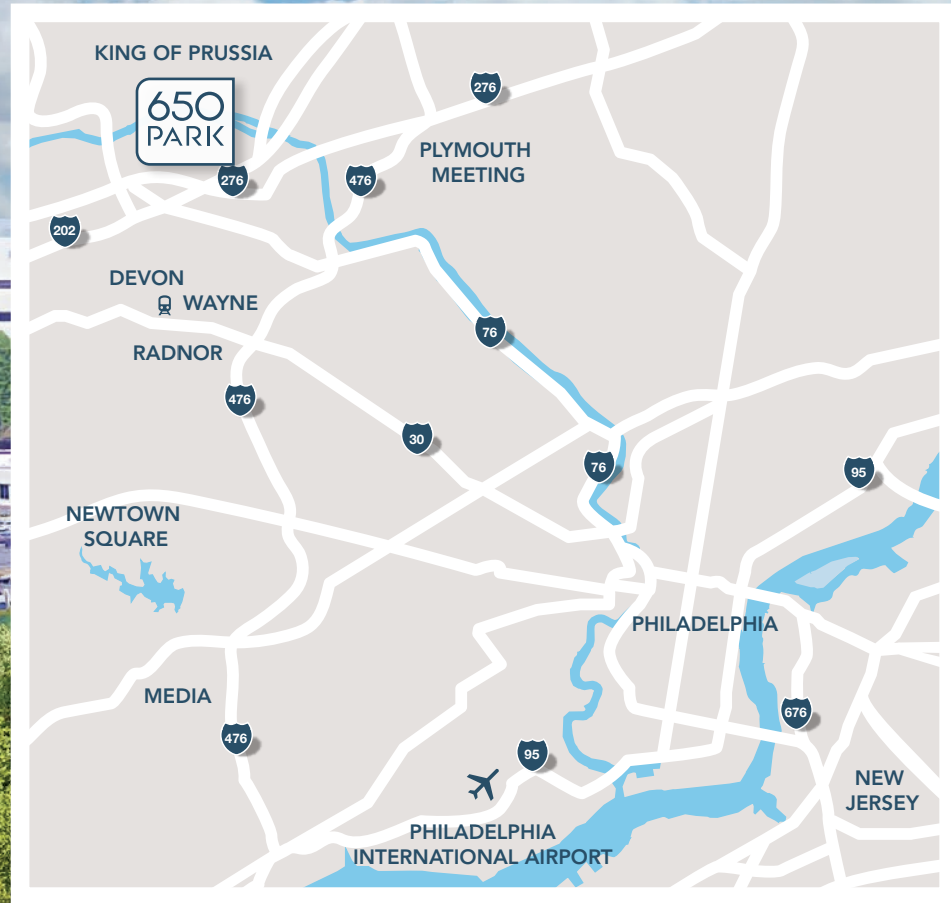 KING OF PRUSSIA
650
PARK
276
276
476
PLYMOUTH
MEETING
202
DEVON
WAYNE
RADNOR
76
476
30
76
95
NEWTOWN
SQUARE
PHILADELPHIA
MEDIA
476
676
95
NEW
JERSEY
PHILADELPHIA
INTERNATIONAL AIRPORT